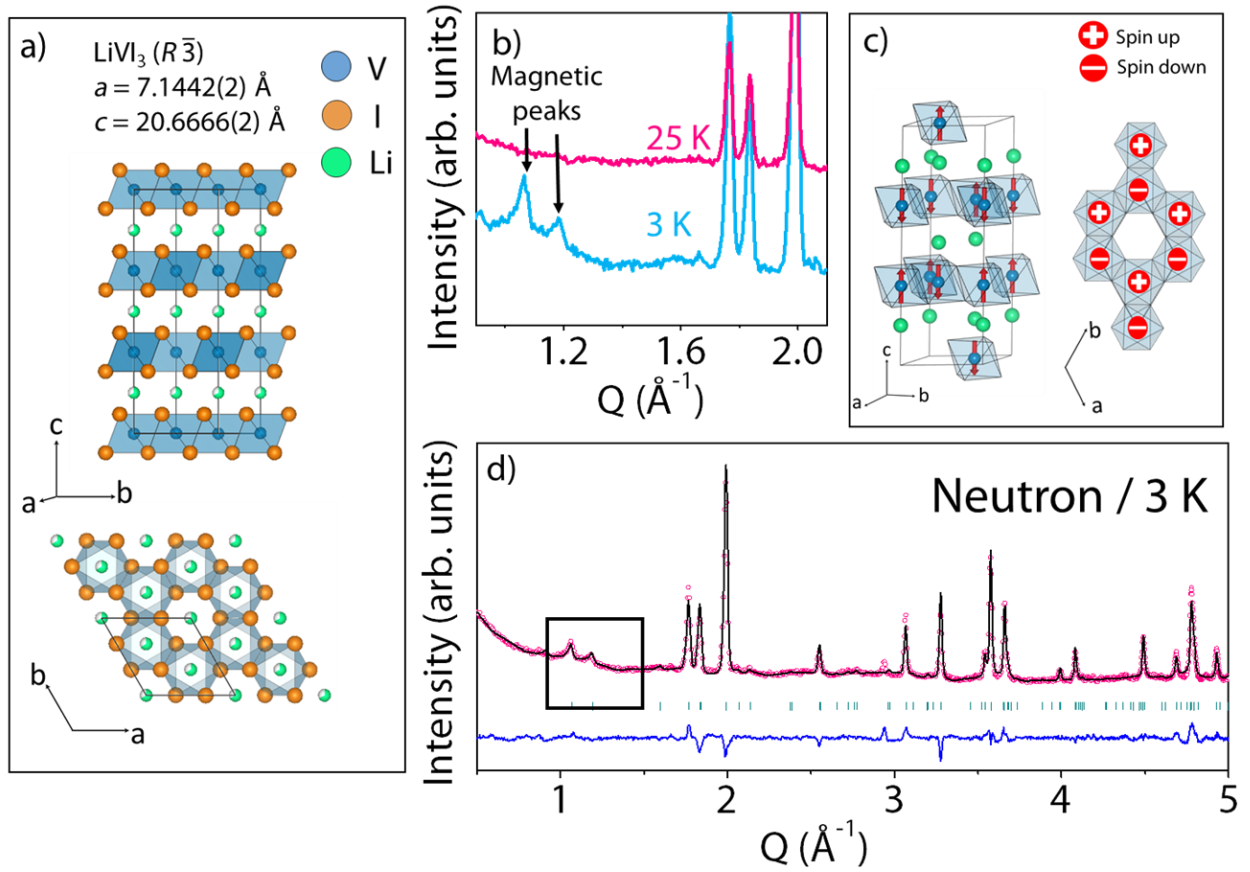 a)
LiVI₃ (R3̅)
a = 7.1442(2) Å
c = 20.6666(2) Å
V
I
Li
c
b
a
b
a
b)
Intensity (arb. units)
Magnetic
peaks
25 K
3 K
1.2
1.6
2.0
Q (Å⁻¹)
c)
+ Spin up
− Spin down
c
a
b
+
−
+
+
−
−
+
−
b
a
d)
Intensity (arb. units)
Neutron / 3 K
1
2
3
4
5
Q (Å⁻¹)